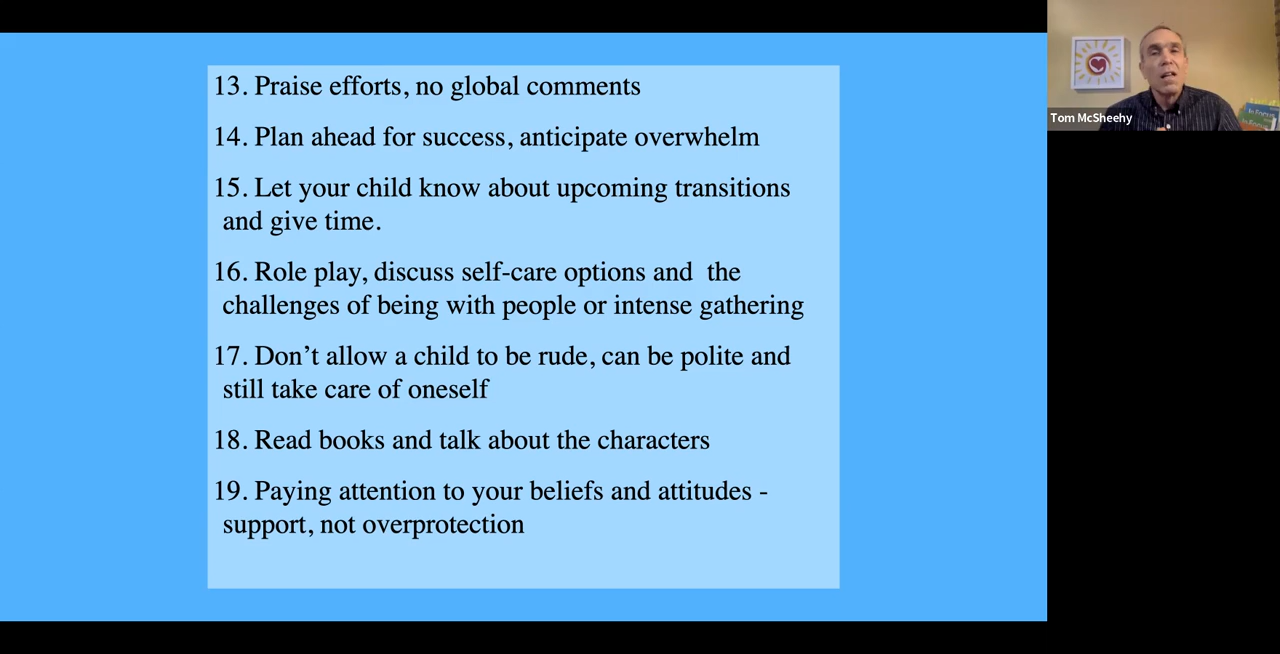 13. Praise efforts, no global comments
14. Plan ahead for success, anticipate overwhelm
15. Let your child know about upcoming transitions
and give time.
16. Role play, discuss self-care options and  the
challenges of being with people or intense gathering
17. Don’t allow a child to be rude, can be polite and
still take care of oneself
18. Read books and talk about the characters
19. Paying attention to your beliefs and attitudes -
support, not overprotection
Tom McSheehy
In Focus
In Focus